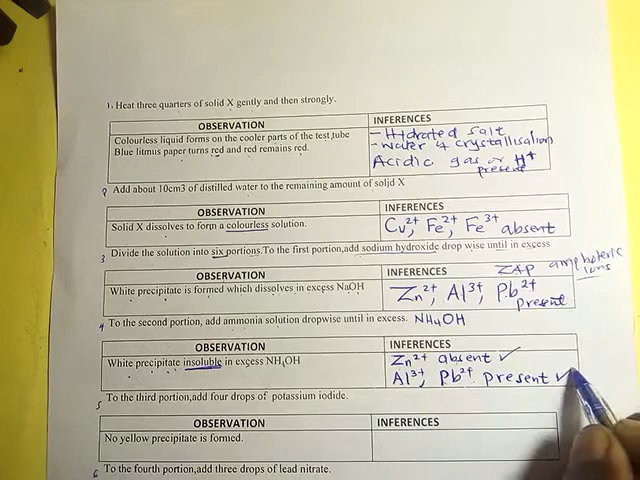 1. Heat three quarters of solid X gently and then strongly.
OBSERVATION
Colourless liquid forms on the cooler parts of the test tube
Blue litmus paper turns red and red remains red.
INFERENCES
- Hydrated salt
- Water of crystallisation
Acidic gas or H+
present
2 Add about 10cm3 of distilled water to the remaining amount of solid X
OBSERVATION
Solid X dissolves to form a colourless solution.
INFERENCES
Cu2+, Fe2+, Fe3+ absent
3 Divide the solution into six portions.To the first portion,add sodium hydroxide drop wise until in excess
OBSERVATION
White precipitate is formed which dissolves in excess NaOH
INFERENCES
ZAP amphoteric
ions
Zn2+, Al3+, Pb2+
present
4 To the second portion, add ammonia solution dropwise until in excess. NH4OH
OBSERVATION
White precipitate insoluble in excess NH4OH
INFERENCES
Zn2+ absent ✓
Al3+, Pb2+ present ✓
5 To the third portion,add four drops of potassium iodide.
OBSERVATION
No yellow precipitate is formed.
INFERENCES
6 To the fourth portion,add three drops of lead nitrate.